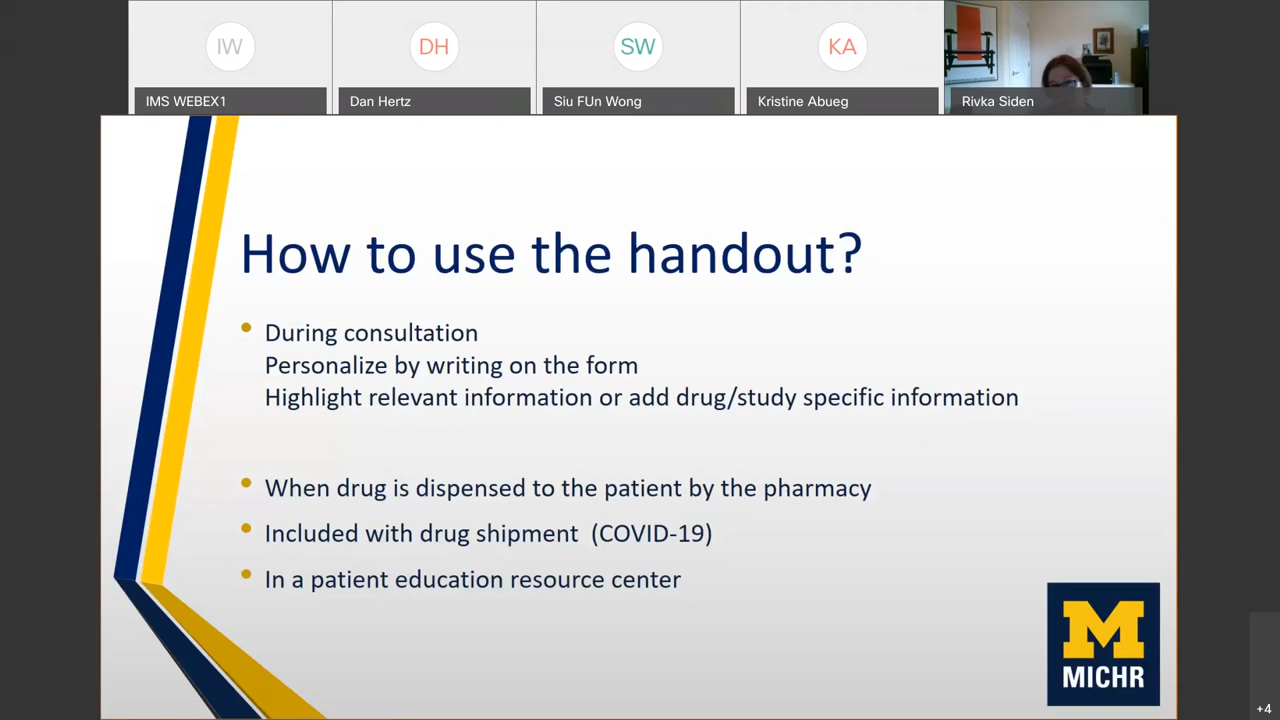 IW
DH
SW
KA
IMS WEBEX1
Dan Hertz
Siu FUn Wong
Kristine Abueg
Rivka Siden
How to use the handout?
During consultation
Personalize by writing on the form
Highlight relevant information or add drug/study specific information
When drug is dispensed to the patient by the pharmacy
Included with drug shipment (COVID-19)
In a patient education resource center
M
MICHR
+4